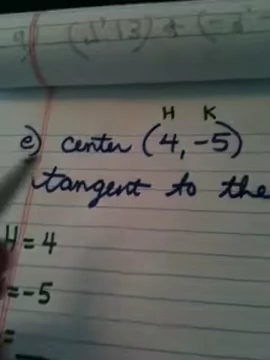 H K
e) center (4, -5)
tangent to the
H = 4
= -5
=